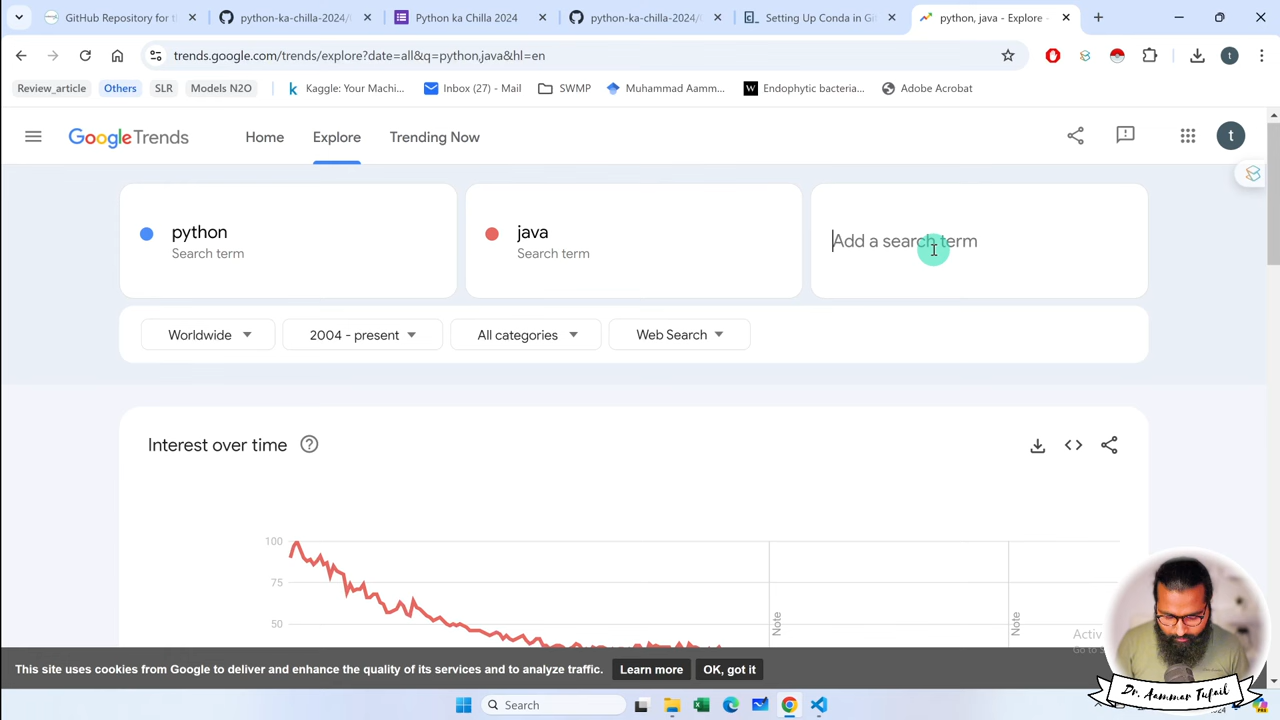 GitHub Repository for t
python-ka-chilla-2024/
Python ka Chilla 2024
python-ka-chilla-2024/
Setting Up Conda in Gi
python, java - Explore -
trends.google.com/trends/explore?date=all&q=python,java&hl=en
t
Review_article
Others
SLR
Models N2O
Kaggle: Your Machi...
Inbox (27) - Mail
SWMP
Muhammad Aamm...
Endophytic bacteria...
Adobe Acrobat
Google Trends
Home
Explore
Trending Now
t
python
Search term
java
Search term
Add a search term
Worldwide
2004 - present
All categories
Web Search
Interest over time
100
75
50
Note
Note
Activ
Go to S
This site uses cookies from Google to deliver and enhance the quality of its services and to analyze traffic.
Learn more
OK, got it
Dr. Aammar Tufail
Search